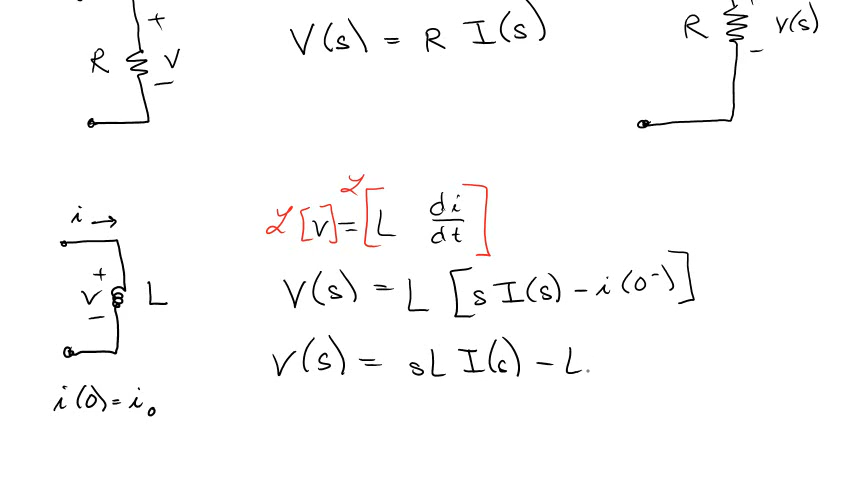 +
R V
−
V(s) = R I(s)
R V(s)
−
i →
+
v L
−
i(0) = i₀
ℒ[v] = ℒ[L di/dt]
V(s) = L [s I(s) − i(0⁻)]
V(s) = sL I(s) − L